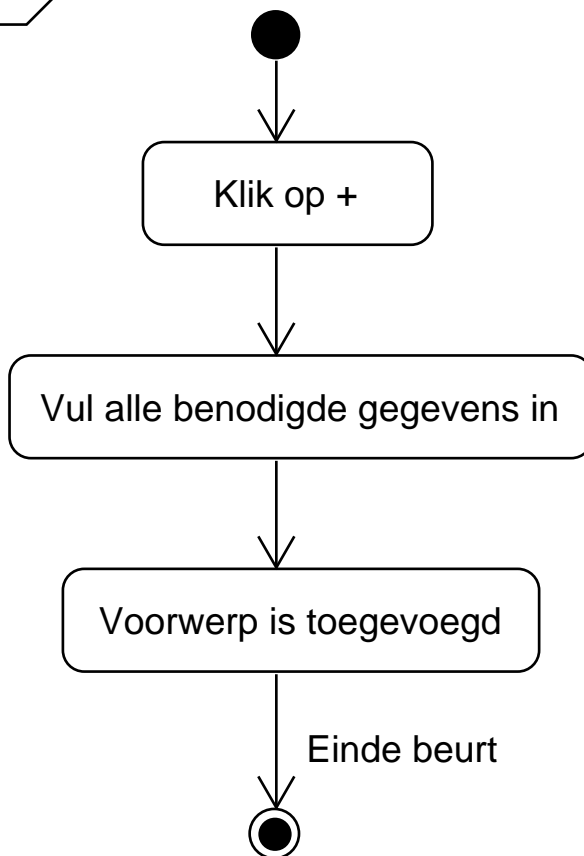 Klik op +
Vul alle benodigde gegevens in
Voorwerp is toegevoegd
Einde beurt